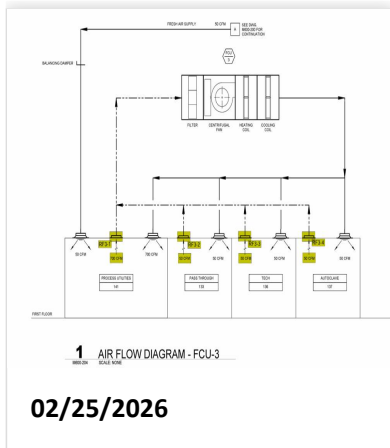 FRESH AIR SUPPLY 50 CFM
SEE DWG.
CONTINUATION
BALANCING DAMPER
FCU
3
FILTER CENTRIFUGAL FAN HEATING COIL COOLING COIL
RF3-1 RF3-2 RF3-3 RF3-4
50 CFM 700 CFM 700 CFM 50 CFM 50 CFM 50 CFM 50 CFM 50 CFM 50 CFM
PROCESS UTILITIES PASS THROUGH TECH AUTOCLAVE
FIRST FLOOR
1 AIR FLOW DIAGRAM - FCU-3
SCALE: NONE
02/25/2026